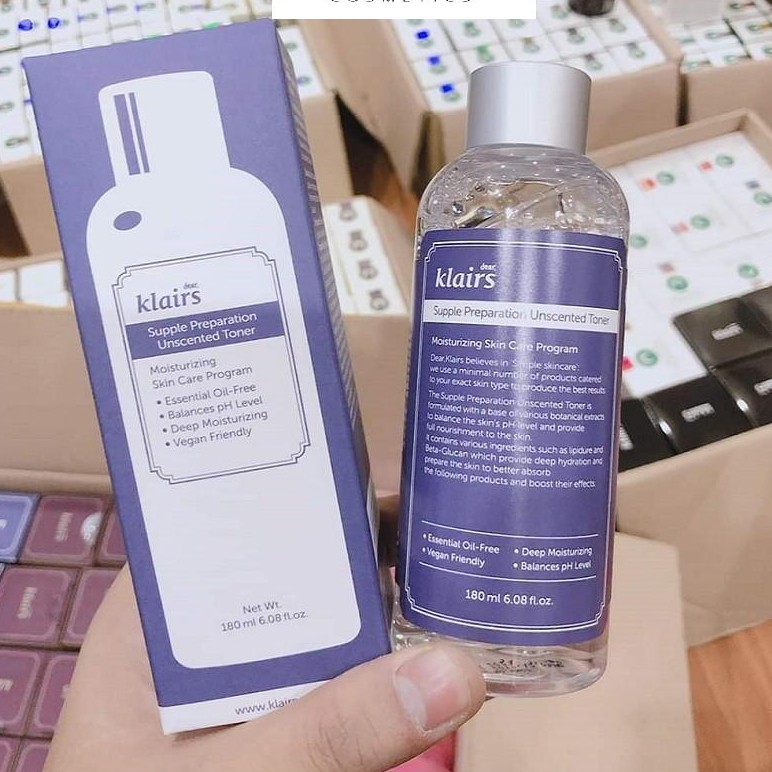 COSMETICS
dear,
klairs
Supple Preparation
Unscented Toner
Moisturizing
Skin Care Program
• Essential Oil-Free
• Balances pH Level
• Deep Moisturizing
• Vegan Friendly
Net Wt.
180 ml 6.08 fl.oz.
www.klairs
dear,
klairs
Supple Preparation Unscented Toner
Moisturizing Skin Care Program
Dear,Klairs believes in 'Simple skincare':
we use a minimal number of products catered
to your exact skin type to produce the best results
The Supple Preparation Unscented Toner is
formulated with a base of various botanical extracts
to balance the skin's pH level and provide
full nourishment to the skin.
It contains various ingredients such as lipidure and
Beta-Glucan which provide deep hydration and
prepare the skin to better absorb
the following products and boost their effects
• Essential Oil-Free • Deep Moisturizing
• Vegan Friendly • Balances pH Level
180 ml 6.08 fl.oz.